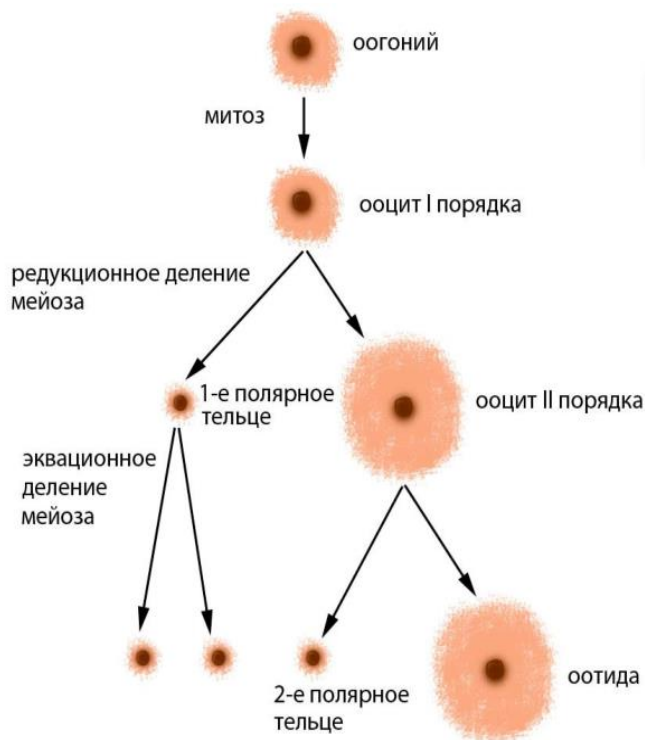 оогоний
митоз
ооцит I порядка
редукционное деление
мейоза
1-е полярное
тельце
ооцит II порядка
эквационное
деление
мейоза
2-е полярное
тельце
оотида